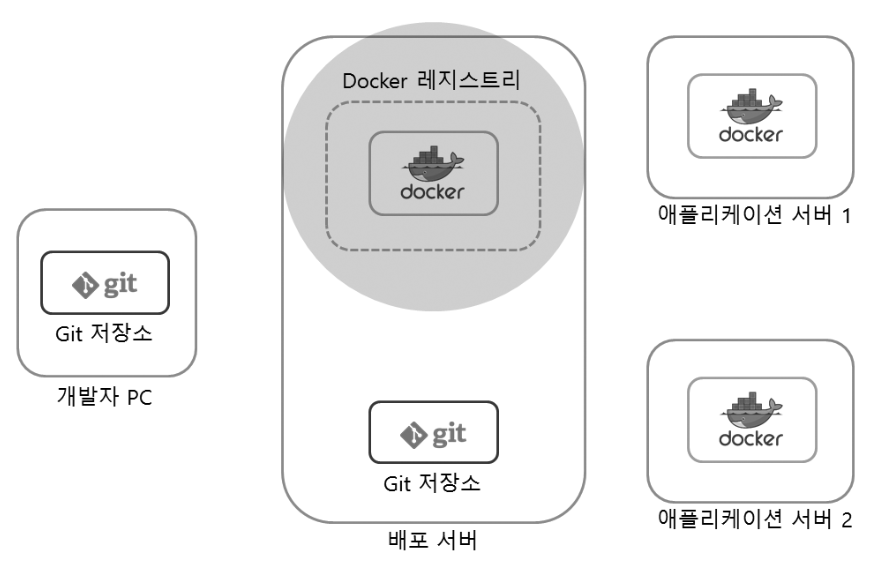 Docker 레지스트리
docker
docker
애플리케이션 서버 1
git
Git 저장소
개발자 PC
git
Git 저장소
배포 서버
docker
애플리케이션 서버 2